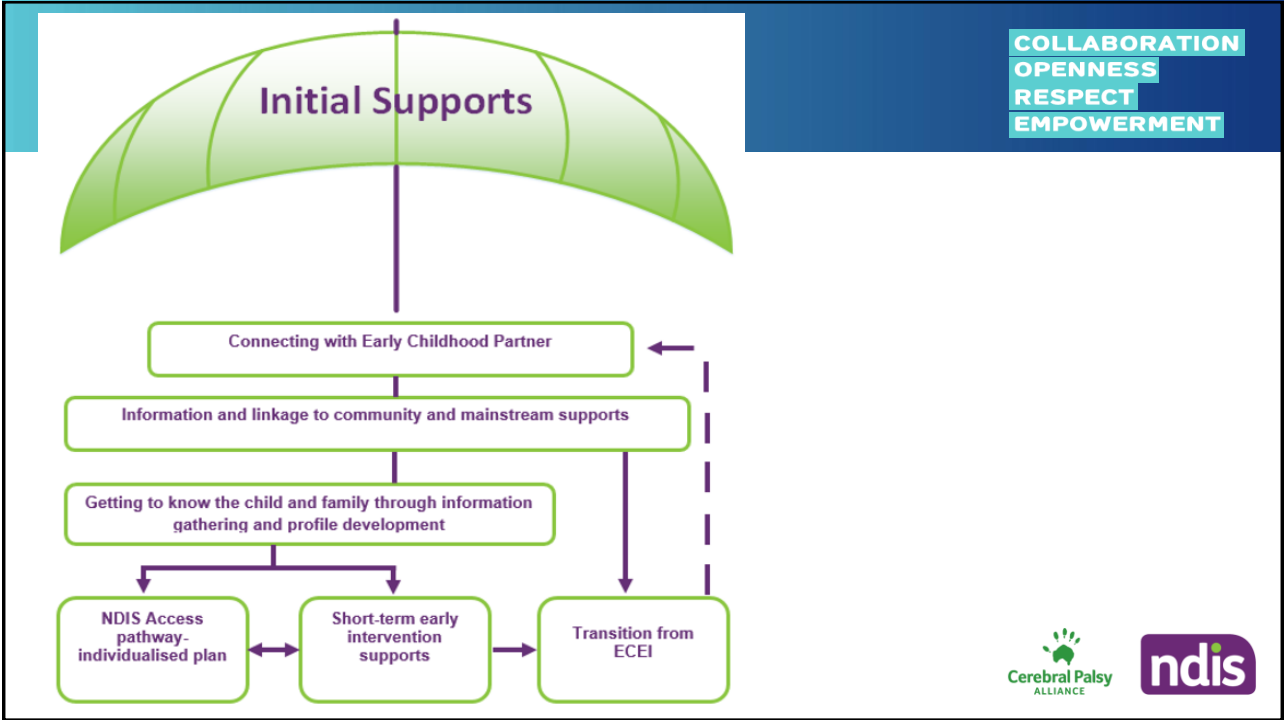 Initial Supports
COLLABORATION
OPENNESS
RESPECT
EMPOWERMENT
Connecting with Early Childhood Partner
Information and linkage to community and mainstream supports
Getting to know the child and family through information
gathering and profile development
NDIS Access
pathway-
individualised plan
Short-term early
intervention
supports
Transition from
ECEI
Cerebral Palsy
ALLIANCE
ndis